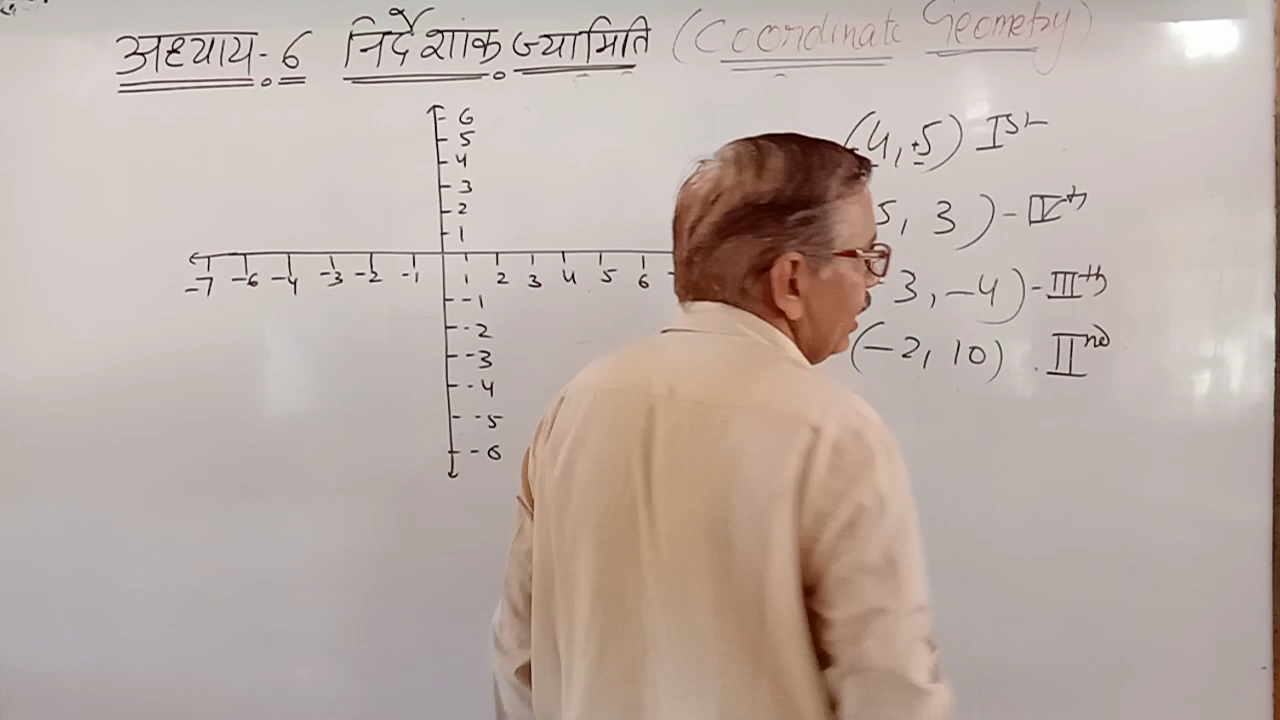 अध्याय-6 निर्देशांक ज्यामिति (Coordinate Geometry)
6
5
4
3
2
1
-7 -6 -4 -3 -2 -1 1 2 3 4 5 6
-1
-2
-3
-4
-5
-6
(4, +5) Ist
5, 3) - IVth
3, -4) - IIIth
(-2, 10) . IInd